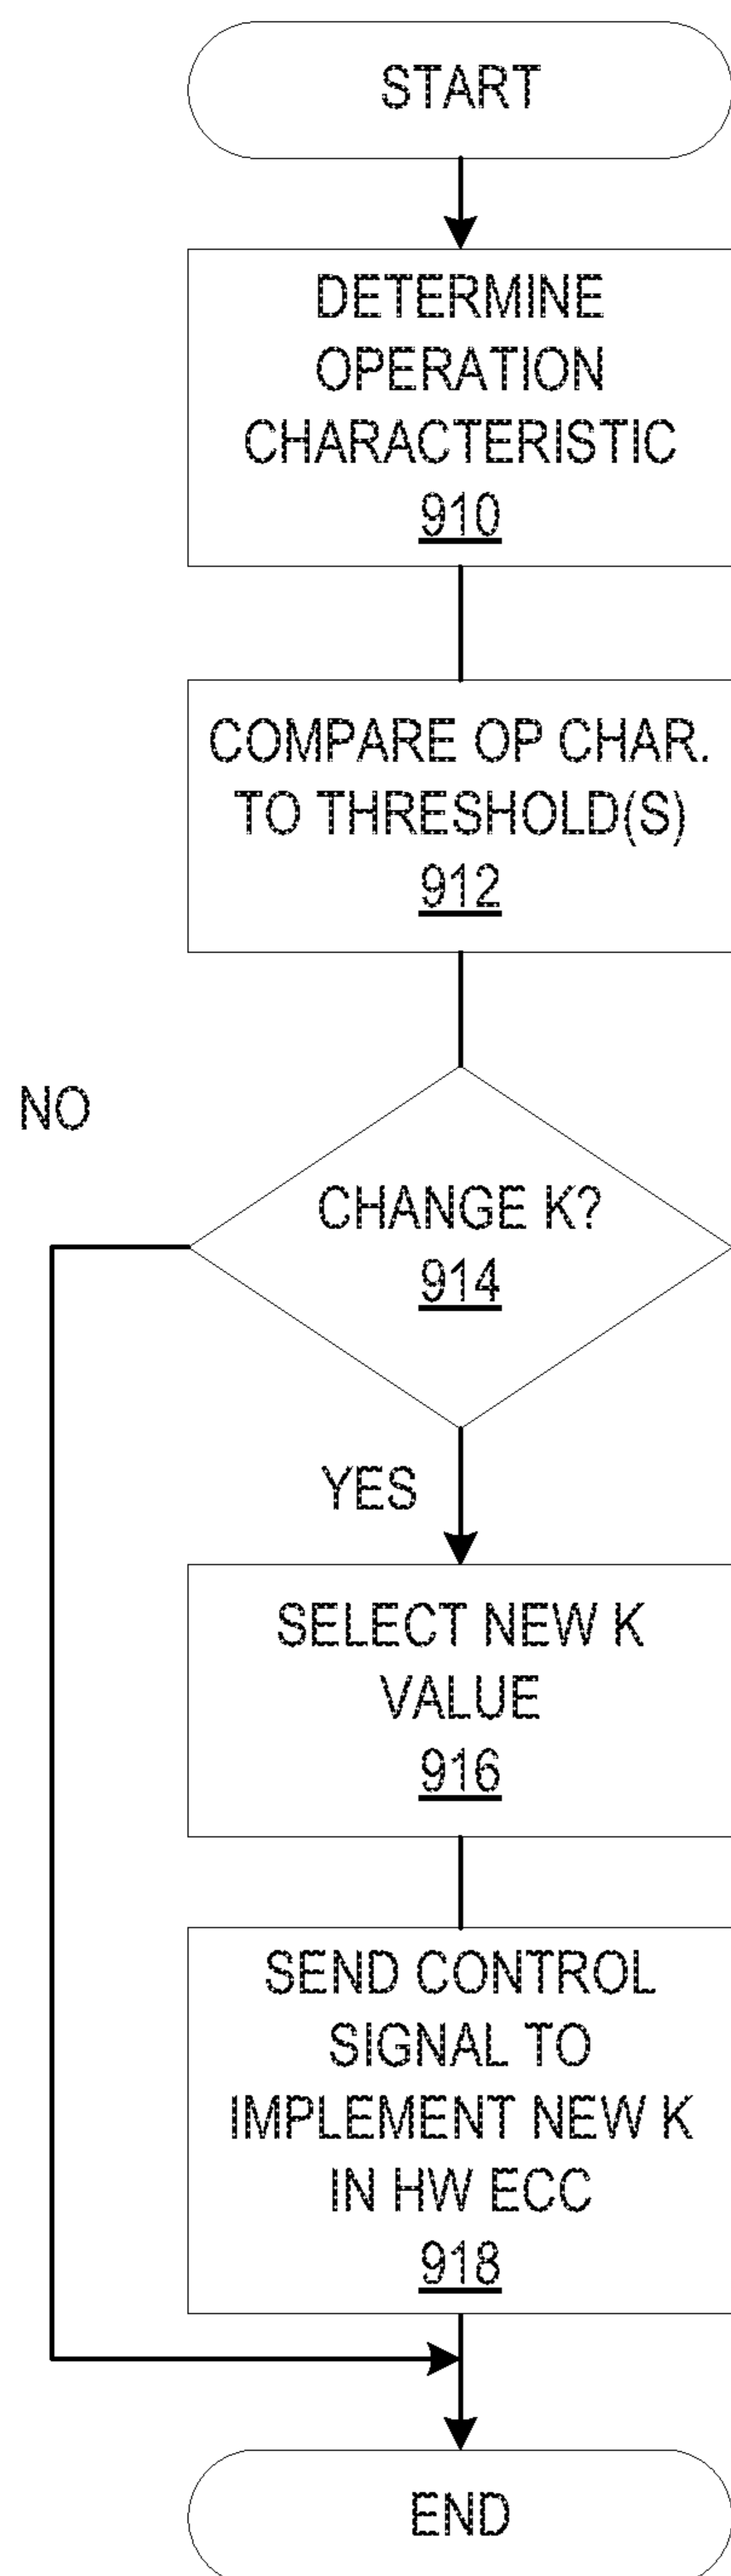 START
DETERMINE
OPERATION
CHARACTERISTIC
910
COMPARE OP CHAR.
TO THRESHOLD(S)
912
NO
CHANGE K?
914
YES
SELECT NEW K
VALUE
916
SEND CONTROL
SIGNAL TO
IMPLEMENT NEW K
IN HW ECC
918
END